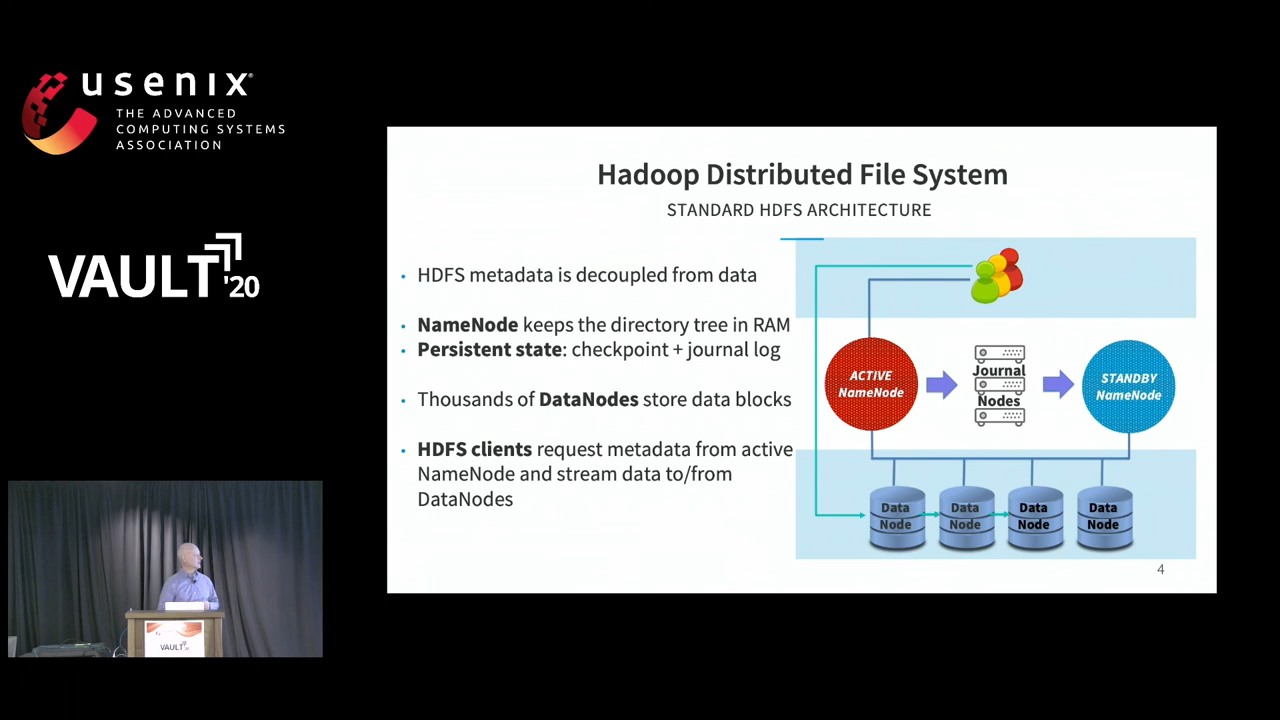 usenix
THE ADVANCED
COMPUTING SYSTEMS
ASSOCIATION
VAULT '20
Hadoop Distributed File System
STANDARD HDFS ARCHITECTURE
• HDFS metadata is decoupled from data
• NameNode keeps the directory tree in RAM
• Persistent state: checkpoint + journal log
• Thousands of DataNodes store data blocks
• HDFS clients request metadata from active
NameNode and stream data to/from
DataNodes
ACTIVE
NameNode
Journal
Nodes
STANDBY
NameNode
Data
Node
Data
Node
Data
Node
Data
Node
4
VAULT '20